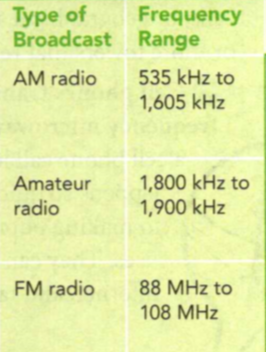 Type of Broadcast
Frequency Range
AM radio
535 kHz to
1,605 kHz
Amateur
radio
1,800 kHz to
1,900 kHz
FM radio
88 MHz to
108 MHz